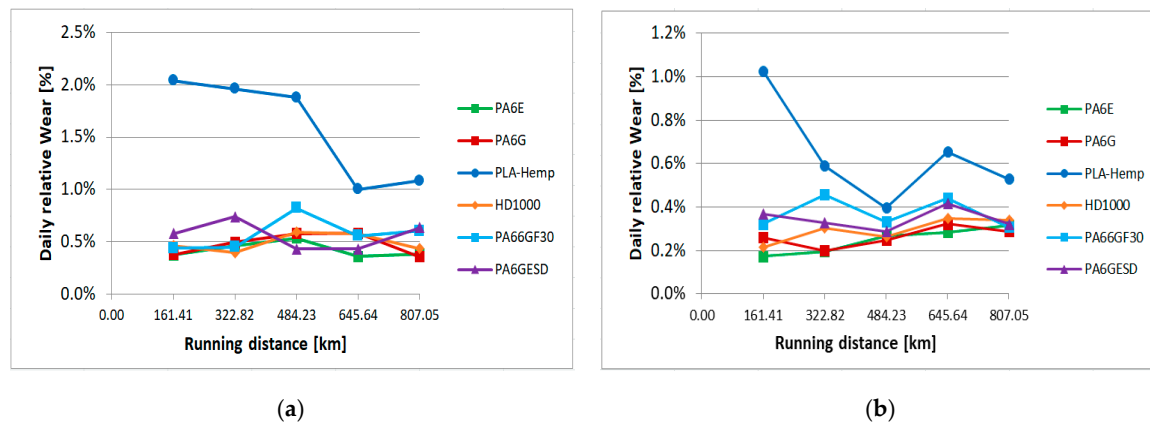 2.5%
2.0%
1.5%
1.0%
0.5%
0.0%
Daily relative Wear [%]
0.00 161.41 322.82 484.23 645.64 807.05
Running distance [km]
PA6E
PA6G
PLA-Hemp
HD1000
PA66GF30
PA6GESD
(a)
1.2%
1.0%
0.8%
0.6%
0.4%
0.2%
0.0%
Daily relative Wear [%]
0.00 161.41 322.82 484.23 645.64 807.05
Running distance [km]
PA6E
PA6G
PLA-Hemp
HD1000
PA66GF30
PA6GESD
(b)